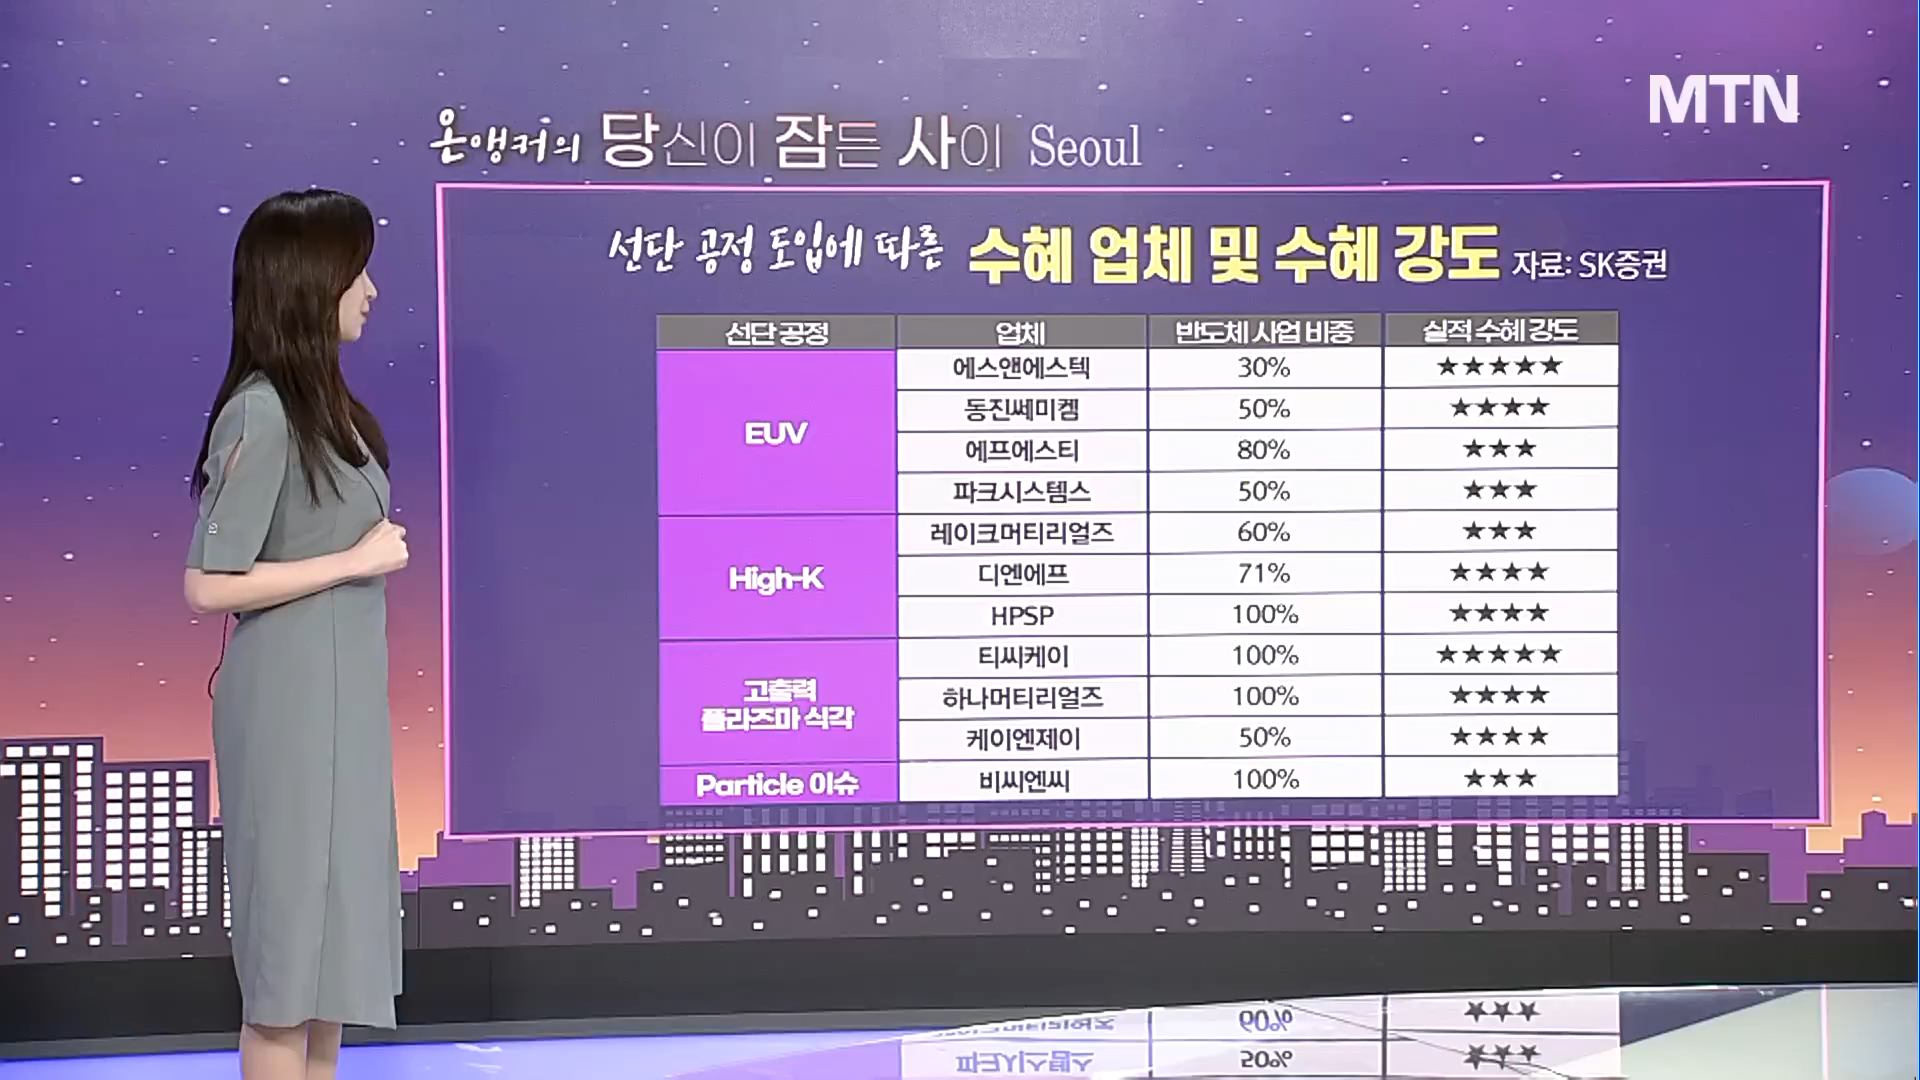 MTN
온앵커의 당신이 잠든 사이 Seoul
선단 공정 도입에 따른 수혜 업체 및 수혜 강도 자료: SK증권
선단 공정 업체 반도체 사업 비중 실적 수혜 강도
EUV
에스앤에스텍 30% ★★★★★
동진쎄미켐 50% ★★★★
에프에스티 80% ★★★
파크시스템스 50% ★★★
High-K
레이크머티리얼즈 60% ★★★
디엔에프 71% ★★★★
HPSP 100% ★★★★
고출력
플라즈마 식각
티씨케이 100% ★★★★★
하나머티리얼즈 100% ★★★★
케이엔제이 50% ★★★★
Particle 이슈 비씨엔씨 100% ★★★